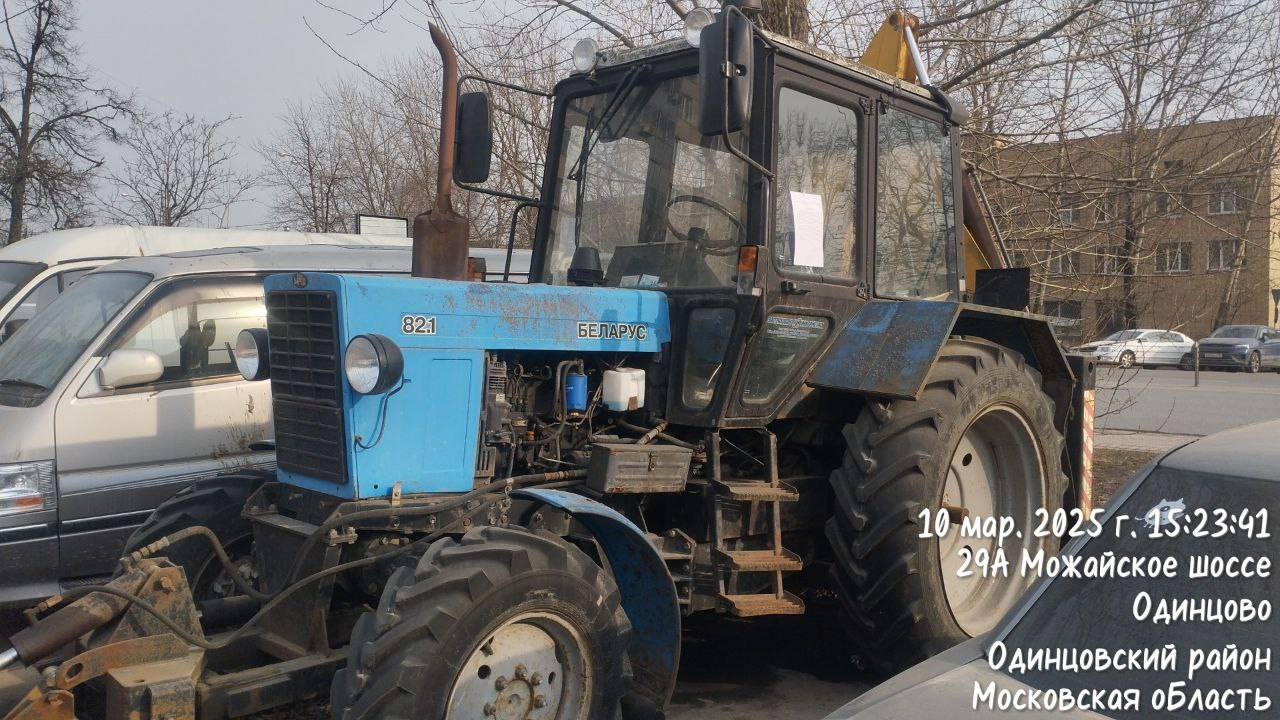 82.1
БЕЛАРУС
10 мар. 2025 г. 15:23:41
29А Можайское шоссе
Одинцово
Одинцовский район
Московская область